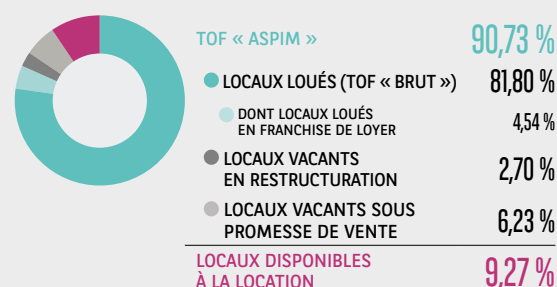 TOF « ASPIM » 90,73 %
LOCAUX LOUÉS (TOF « BRUT ») 81,80 %
DONT LOCAUX LOUÉS
EN FRANCHISE DE LOYER 4,54 %
LOCAUX VACANTS
EN RESTRUCTURATION 2,70 %
LOCAUX VACANTS SOUS
PROMESSE DE VENTE 6,23 %
LOCAUX DISPONIBLES
À LA LOCATION 9,27 %